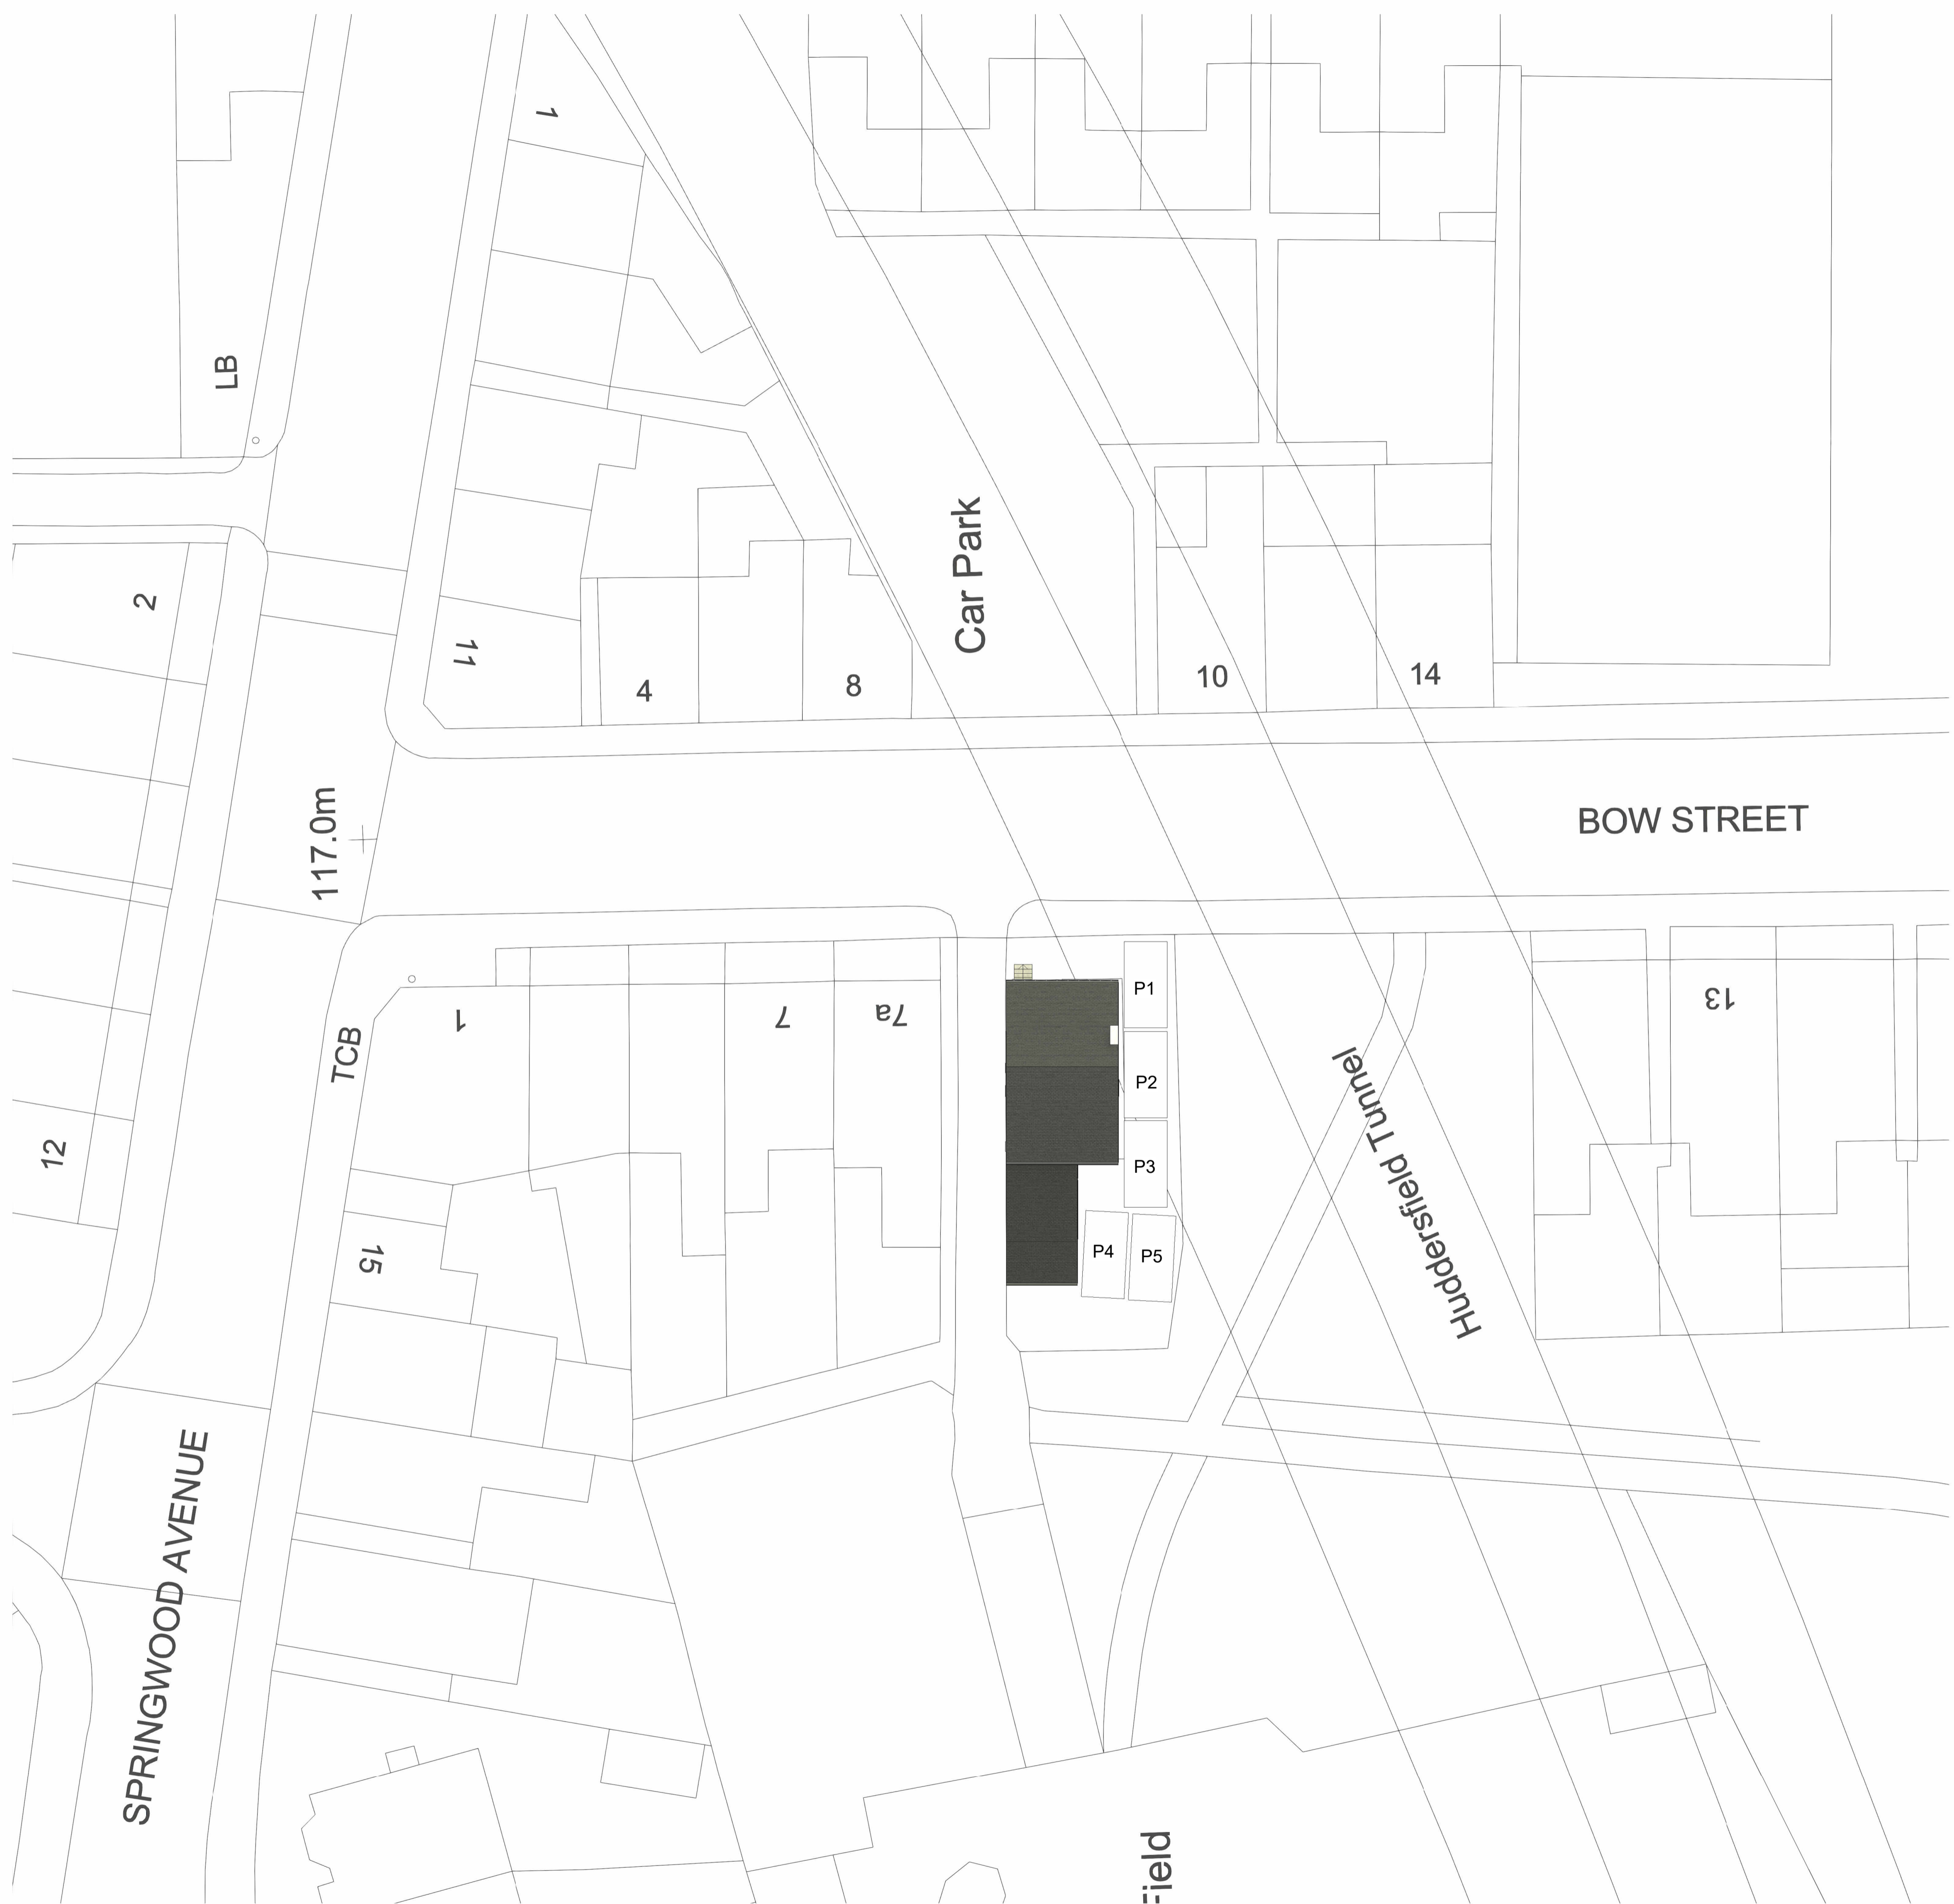 1
LB
2
11
Car Park
4
8
10
14
117.0m
BOW STREET
P1
1
7
7a
13
TCB
P2
Huddersfield Tunnel
12
P3
15
P4
P5
SPRINGWOOD AVENUE
Field